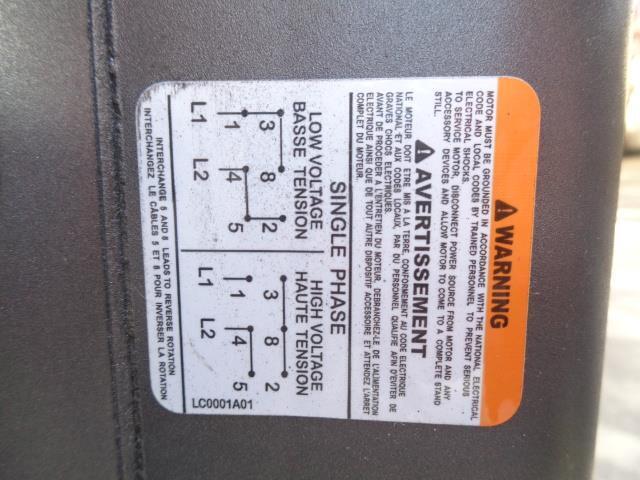 WARNING
MOTOR MUST BE GROUNDED IN ACCORDANCE WITH THE NATIONAL ELECTRICAL
CODE AND LOCAL CODES BY TRAINED PERSONNEL TO PREVENT SERIOUS
ELECTRICAL SHOCKS.
TO SERVICE MOTOR, DISCONNECT POWER SOURCE FROM MOTOR AND ANY
ACCESSORY DEVICES AND ALLOW MOTOR TO COME TO A COMPLETE STAND
STILL.
AVERTISSEMENT
LE MOTEUR DOIT ETRE MIS A LA TERRE, CONFORMEMENT AU CODE ELECTRIQUE
NATIONAL ET AUX CODES LOCAUX, PAR DU PERSONNEL QUALIFIE AFIN D'EVITER DE
GRAVES CHOCS ELECTRIQUES.
AVANT DE PROCEDER A L'ENTRETIEN DU MOTEUR, DEBRANCHEZ-LE DE L'ALIMENTATION
ELECTRIQUE AINSI QUE DE TOUT AUTRE DISPOSITIF ACCESSOIRE ET ATTENDEZ L'ARRET
COMPLET DU MOTEUR.
SINGLE PHASE
LOW VOLTAGE
BASSE TENSION
3 8 2
1 4 5
L1 L2
HIGH VOLTAGE
HAUTE TENSION
3 8 2
1 4 5
L1 L2
LC0001A01
INTERCHANGE 5 AND 8 LEADS TO REVERSE ROTATION
INTERCHANGEZ LE CÂBLES 5 ET 8 POUR INVERSER LA ROTATION